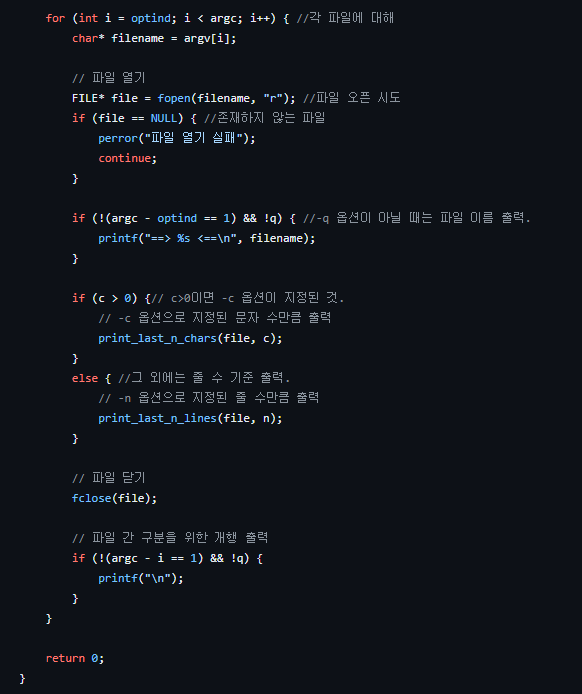 for (int i = optind; i < argc; i++) { //각 파일에 대해
char* filename = argv[i];
// 파일 열기
FILE* file = fopen(filename, "r"); //파일 오픈 시도
if (file == NULL) { //존재하지 않는 파일
perror("파일 열기 실패");
continue;
}
if (!(argc - optind == 1) && !q) { //-q 옵션이 아닐 때는 파일 이름 출력.
printf("==> %s <==\n", filename);
}
if (c > 0) {// c>0이면 -c 옵션이 지정된 것.
// -c 옵션으로 지정된 문자 수만큼 출력
print_last_n_chars(file, c);
}
else { //그 외에는 줄 수 기준 출력.
// -n 옵션으로 지정된 줄 수만큼 출력
print_last_n_lines(file, n);
}
// 파일 닫기
fclose(file);
// 파일 간 구분을 위한 개행 출력
if (!(argc - i == 1) && !q) {
printf("\n");
}
}
return 0;
}